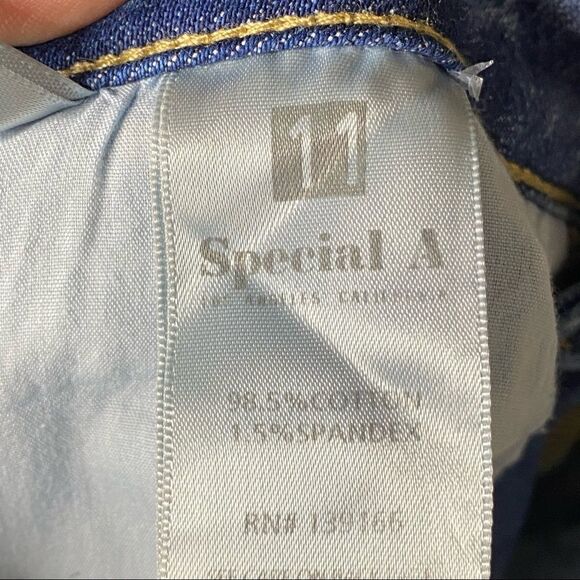 11
Special A
LOS ANGELES CALIFORNIA
98.5%COTTON
1.5%SPANDEX
RN# 139166